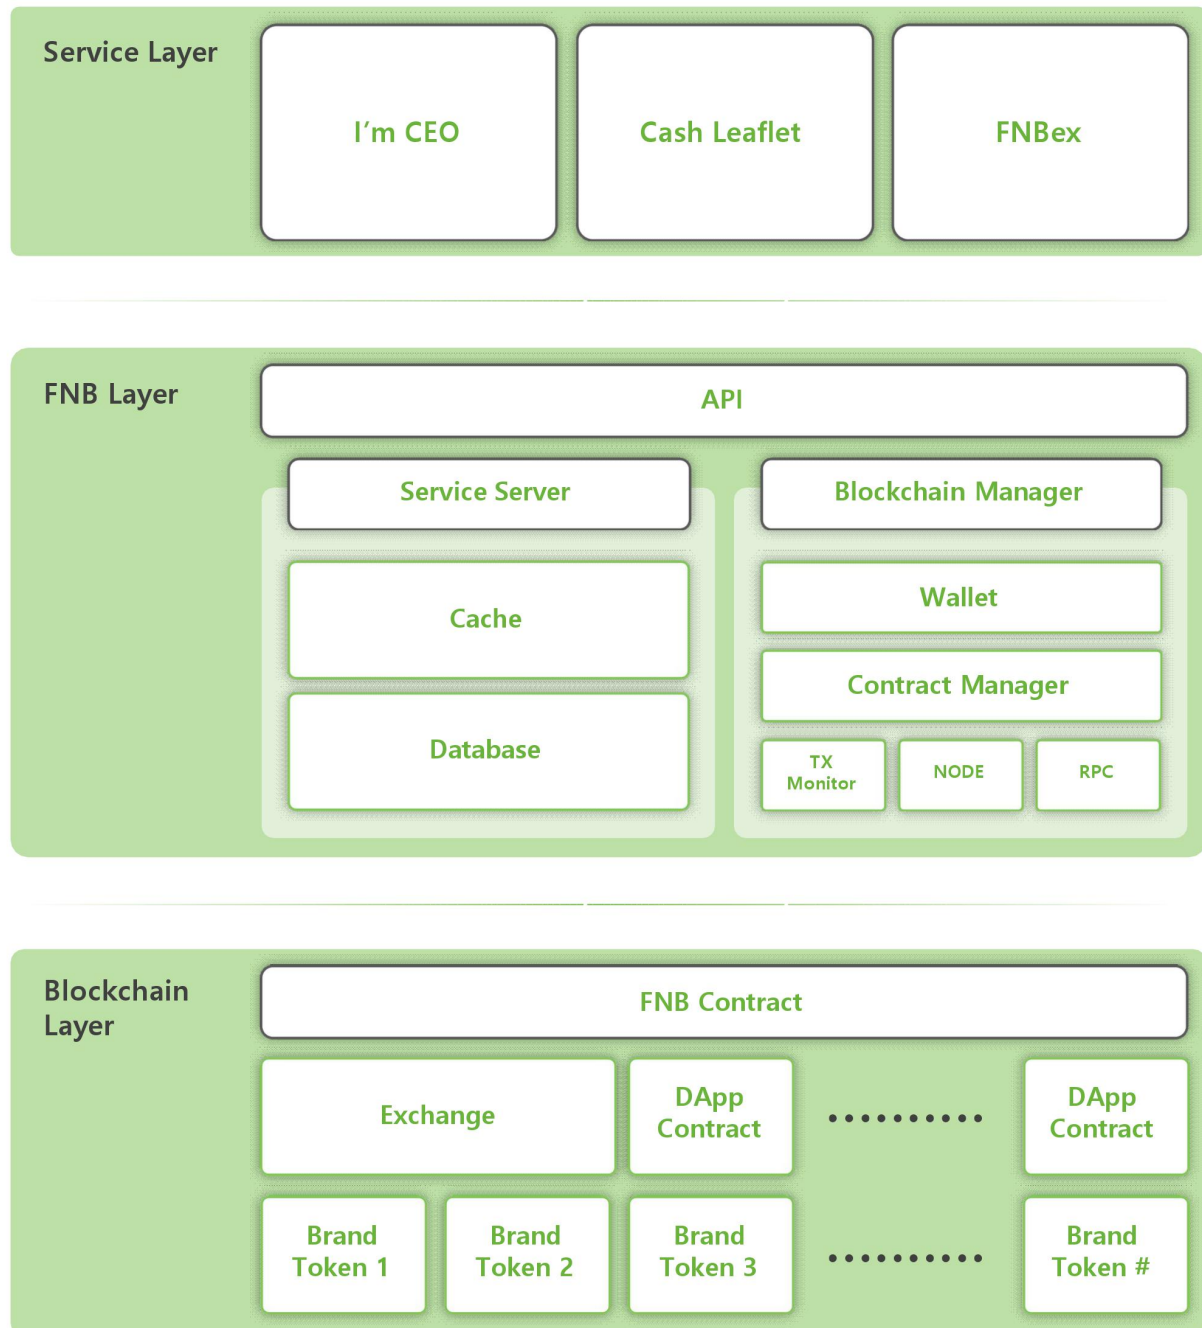 Service Layer
I'm CEO
Cash Leaflet
FNBex
FNB Layer
API
Service Server
Blockchain Manager
Cache
Database
Wallet
Contract Manager
TX
Monitor
NODE
RPC
Blockchain
Layer
FNB Contract
Exchange
DApp
Contract
••••••••••
DApp
Contract
Brand
Token 1
Brand
Token 2
Brand
Token 3
••••••••••
Brand
Token #